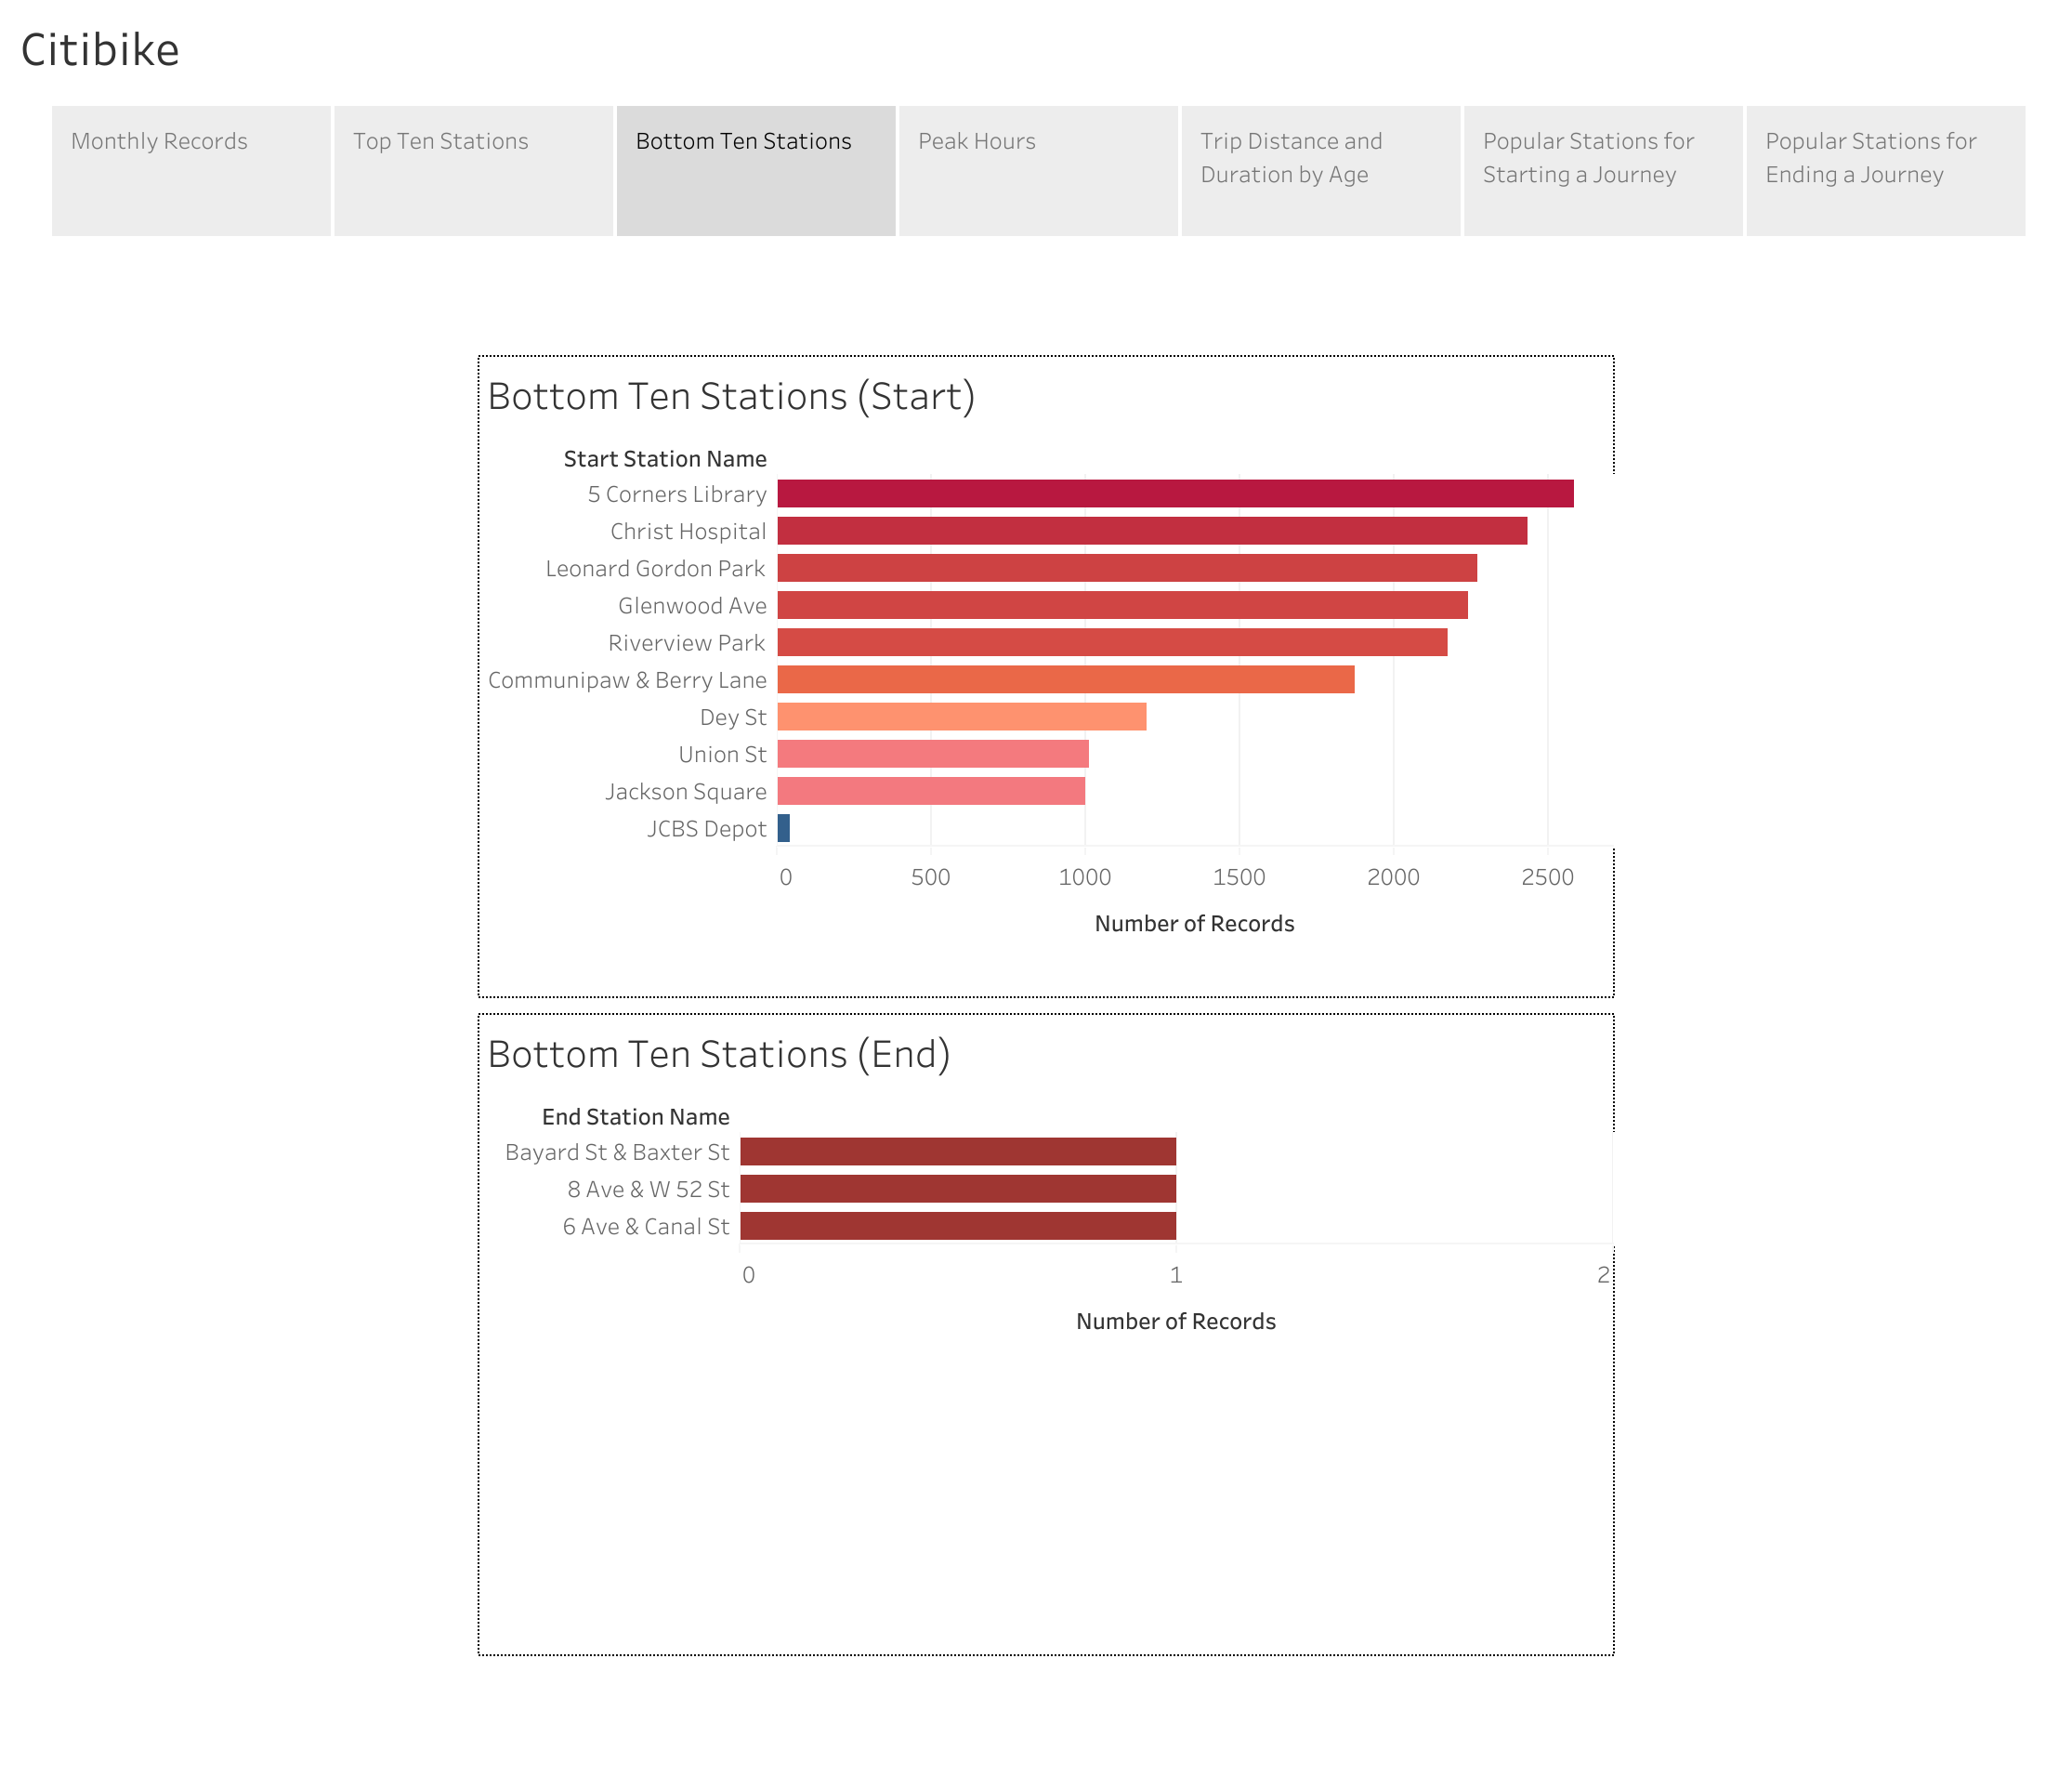 Citibike
Monthly Records
Top Ten Stations
Bottom Ten Stations
Peak Hours
Trip Distance and
Duration by Age
Popular Stations for
Starting a Journey
Popular Stations for
Ending a Journey
Bottom Ten Stations (Start)
Start Station Name
5 Corners Library
Christ Hospital
Leonard Gordon Park
Glenwood Ave
Riverview Park
Communipaw & Berry Lane
Dey St
Union St
Jackson Square
JCBS Depot
0 500 1000 1500 2000 2500
Number of Records
Bottom Ten Stations (End)
End Station Name
Bayard St & Baxter St
8 Ave & W 52 St
6 Ave & Canal St
0 1 2
Number of Records